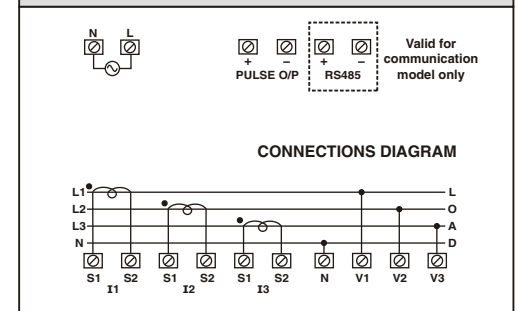 N L
+ – + –
PULSE O/P RS485
Valid for
communication
model only
CONNECTIONS DIAGRAM
L1 L
L2 O
L3 A
N D
S1 S2 S1 S2 S1 S2 N V1 V2 V3
I1 I2 I3